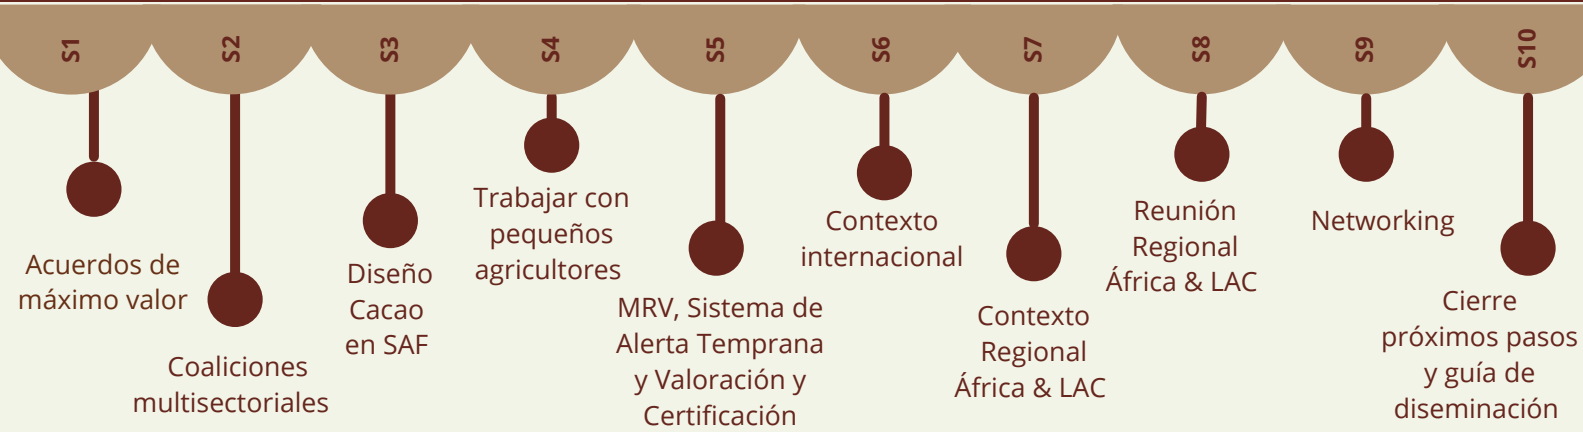 S1
S2
S3
S4
S5
S6
S7
S8
S9
S10
Acuerdos de
máximo valor
Coaliciones
multisectoriales
Diseño
Cacao
en SAF
Trabajar con
pequeños
agricultores
MRV, Sistema de
Alerta Temprana
y Valoración y
Certificación
Contexto
internacional
Contexto
Regional
África & LAC
Reunión
Regional
África & LAC
Networking
Cierre
próximos pasos
y guía de
diseminación